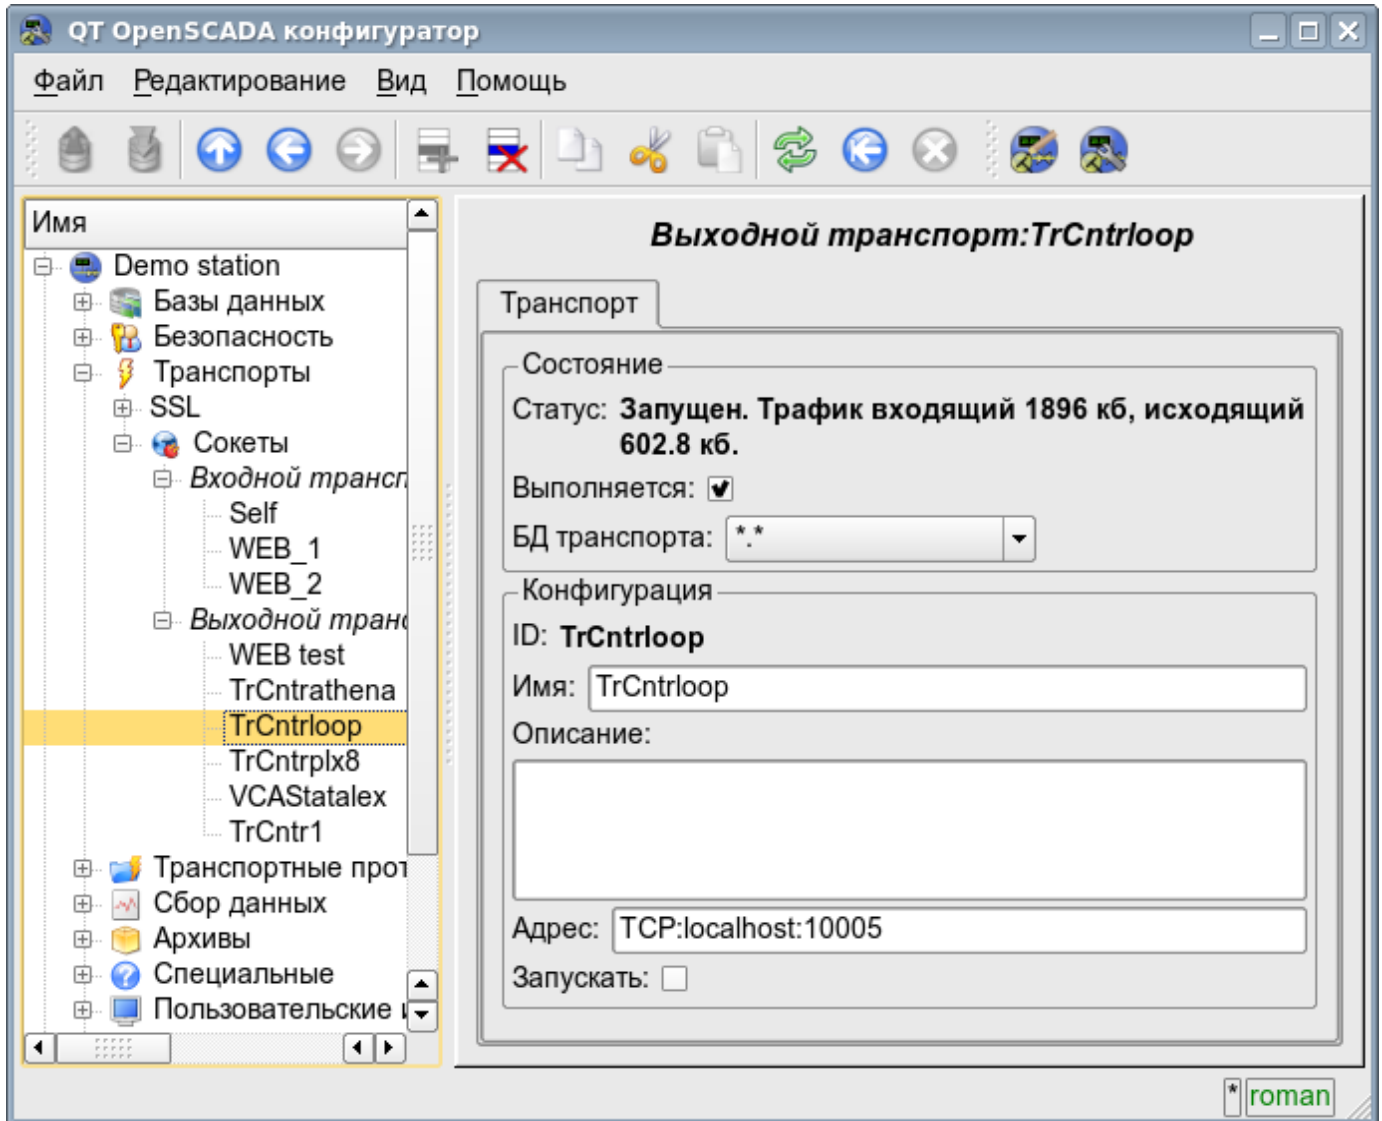 QT OpenSCADA конфигуратор
Файл Редактирование Вид Помощь
Имя
Demo station
Базы данных
Безопасность
Транспорты
SSL
Сокеты
Входной трансп
Self
WEB_1
WEB_2
Выходной тран
WEB test
TrCntrathena
TrCntrloop
TrCntrplx8
VCAStatalex
TrCntr1
Транспортные прот
Сбор данных
Архивы
Специальные
Пользовательские
Выходной транспорт:TrCntrloop
Транспорт
Состояние
Статус: Запущен. Трафик входящий 1896 кб, исходящий
602.8 кб.
Выполняется:
БД транспорта: *.*
Конфигурация
ID: TrCntrloop
Имя: TrCntrloop
Описание:
Адрес: TCP:localhost:10005
Запускать:
* roman